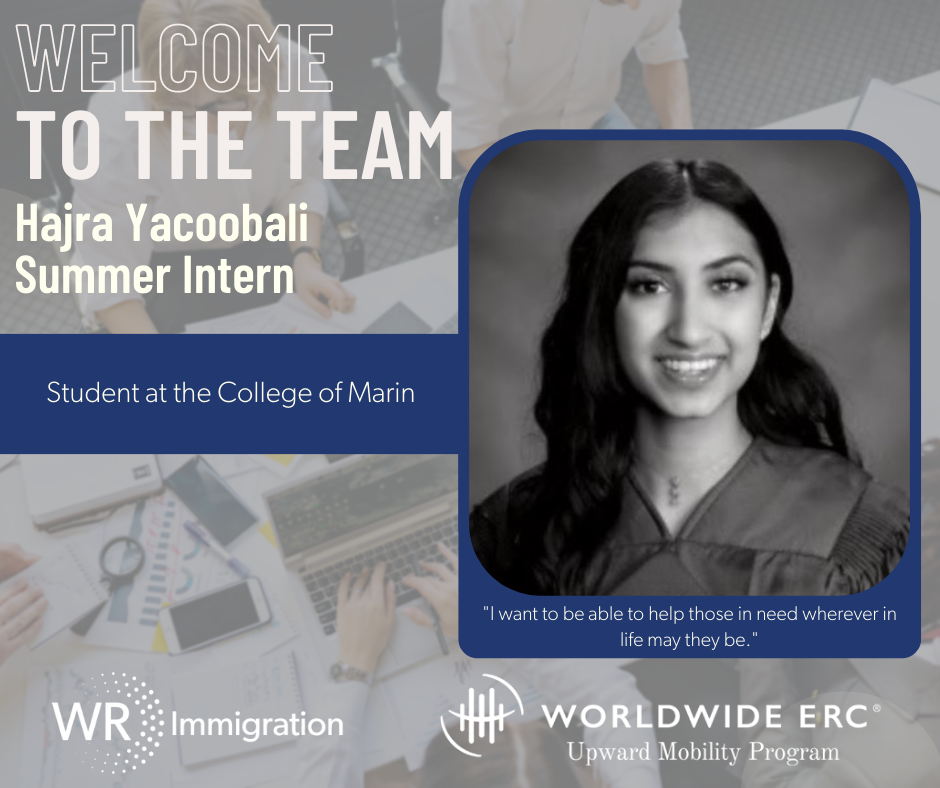 WELCOME
TO THE TEAM
Hajra Yacoobali
Summer Intern
Student at the College of Marin
"I want to be able to help those in need wherever in
life may they be."
WR Immigration
WORLDWIDE ERC®
Upward Mobility Program